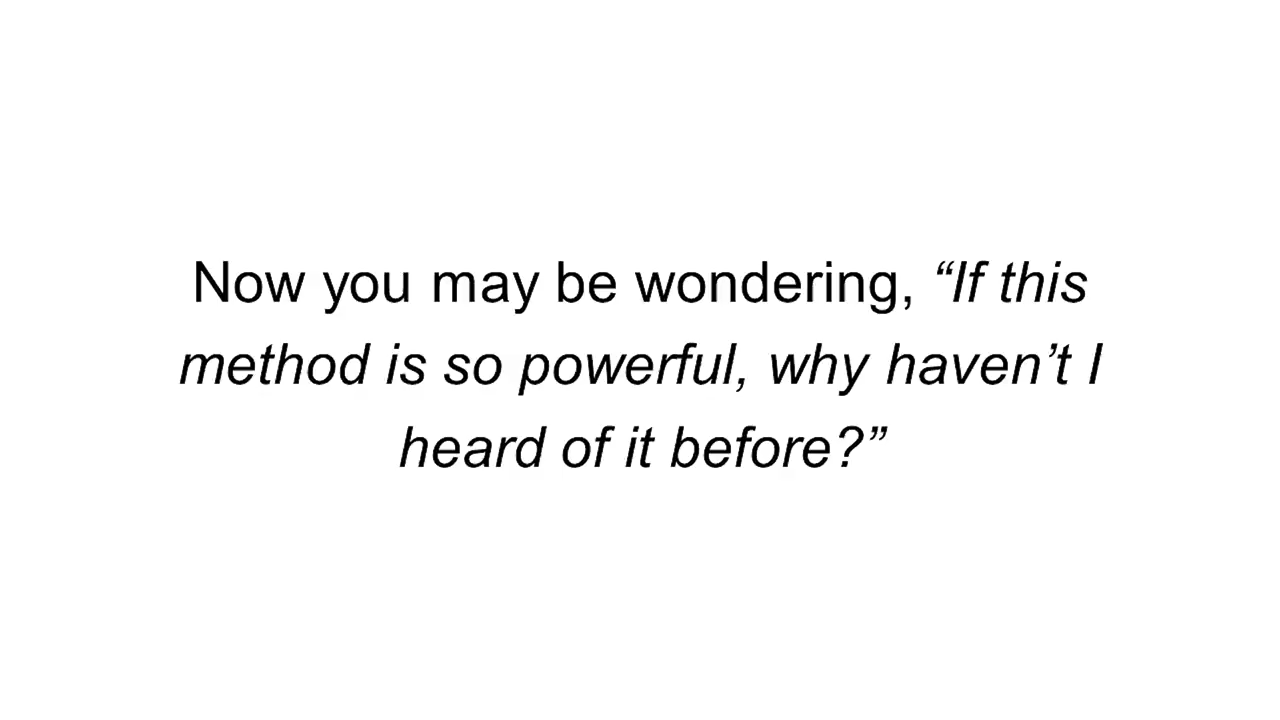 Now you may be wondering, “If this
method is so powerful, why haven’t I
heard of it before?”